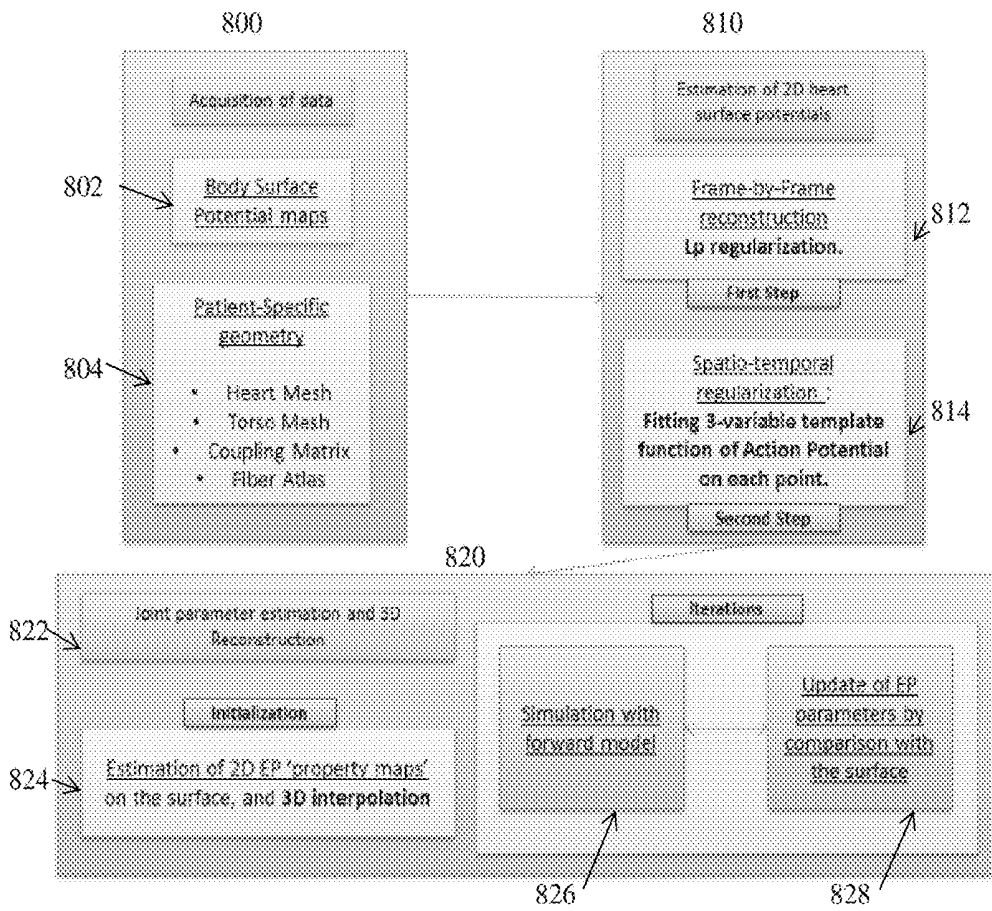 800
Acquisition of data
802
Body Surface
Potential maps
804
Patient-Specific
geometry
• Heart Mesh
• Torso Mesh
• Coupling Matrix
• Fiber Atlas
810
Estimation of 2D heart
surface potentials
Frame-by-Frame
reconstruction
Lp regularization.
812
First Step
Spatio-temporal
regularization :
Fitting 3-variable template
function of Action Potential
on each point.
814
Second Step
820
822
Joint parameter estimation and 3D
Reconstruction
Initialization
824
Estimation of 2D EP 'property maps'
on the surface, and 3D interpolation
Iterations
Simulation with
forward model
826
Update of EP
parameters by
comparison with
the surface
828